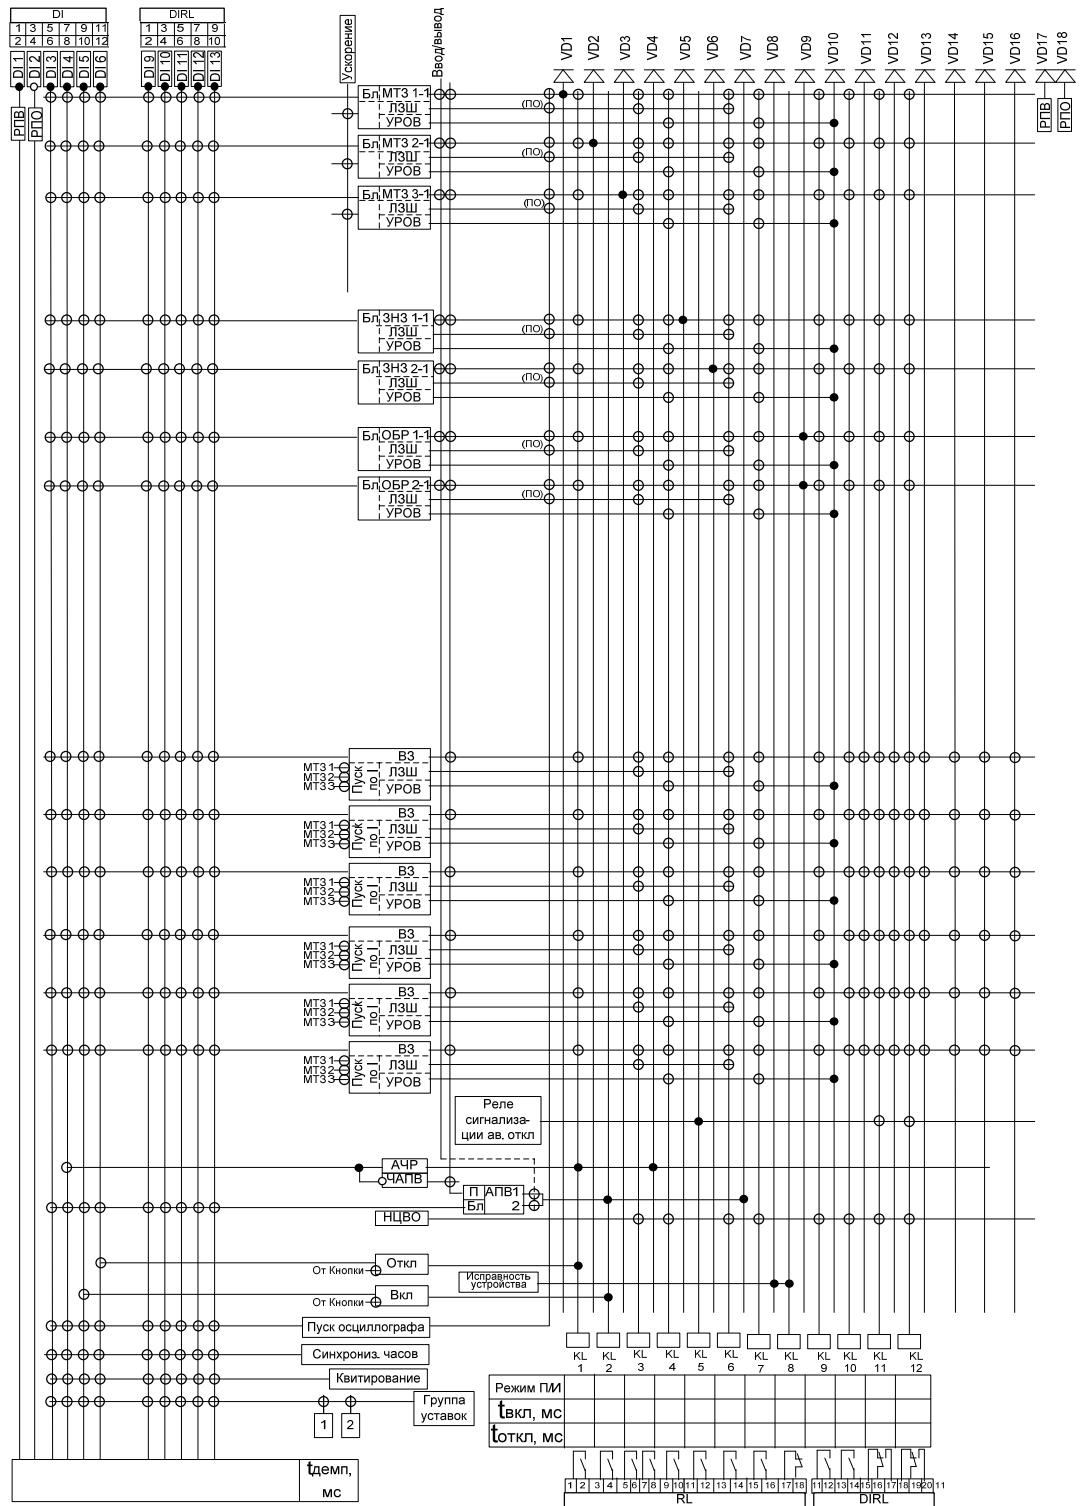 DI
1 3 5 7 9 11
2 4 6 8 10 12
DI 1
DI 2
DI 3
DI 4
DI 5
DI 6
РПВ
РПО
DIRL
1 3 5 7 9
2 4 6 8 10
DI 9
DI 10
DI 11
DI 12
DI 13
Ускорение
Ввод/вывод
VD1
VD2
VD3
VD4
VD5
VD6
VD7
VD8
VD9
VD10
VD11
VD12
VD13
VD14
VD15
VD16
VD17
VD18
РПВ
РПО
Бл МТЗ 1-1
ЛЗШ
УРОВ
(ПО)
Бл МТЗ 2-1
ЛЗШ
УРОВ
(ПО)
Бл МТЗ 3-1
ЛЗШ
УРОВ
(ПО)
Бл ЗНЗ 1-1
ЛЗШ
УРОВ
(ПО)
Бл ЗНЗ 2-1
ЛЗШ
УРОВ
(ПО)
Бл ОБР 1-1
ЛЗШ
УРОВ
(ПО)
Бл ОБР 2-1
ЛЗШ
УРОВ
(ПО)
МТЗ1
МТЗ2
МТЗ3
Пуск
по I
ВЗ
ЛЗШ
УРОВ
МТЗ1
МТЗ2
МТЗ3
Пуск
по I
ВЗ
ЛЗШ
УРОВ
МТЗ1
МТЗ2
МТЗ3
Пуск
по I
ВЗ
ЛЗШ
УРОВ
МТЗ1
МТЗ2
МТЗ3
Пуск
по I
ВЗ
ЛЗШ
УРОВ
МТЗ1
МТЗ2
МТЗ3
Пуск
по I
ВЗ
ЛЗШ
УРОВ
МТЗ1
МТЗ2
МТЗ3
Пуск
по I
ВЗ
ЛЗШ
УРОВ
Реле
сигнализа-
ции ав. откл
АЧР
ЧАПВ
П АПВ1
Бл 2
НЦВО
Откл
От Кнопки
Исправность
устройства
Вкл
От Кнопки
Пуск осциллографа
Синхрониз. часов
Квитирование
Группа
уставок
1 2
KL
1
KL
2
KL
3
KL
4
KL
5
KL
6
KL
7
KL
8
KL
9
KL
10
KL
11
KL
12
Режим П/И
tвкл, мс
tоткл, мс
tдемп,
мс
1 2 3 4 5 6 7 8 9 10 11 12 13 14 15 16 17 18
RL
11 12 13 14 15 16 17 18 19 20 11
DIRL